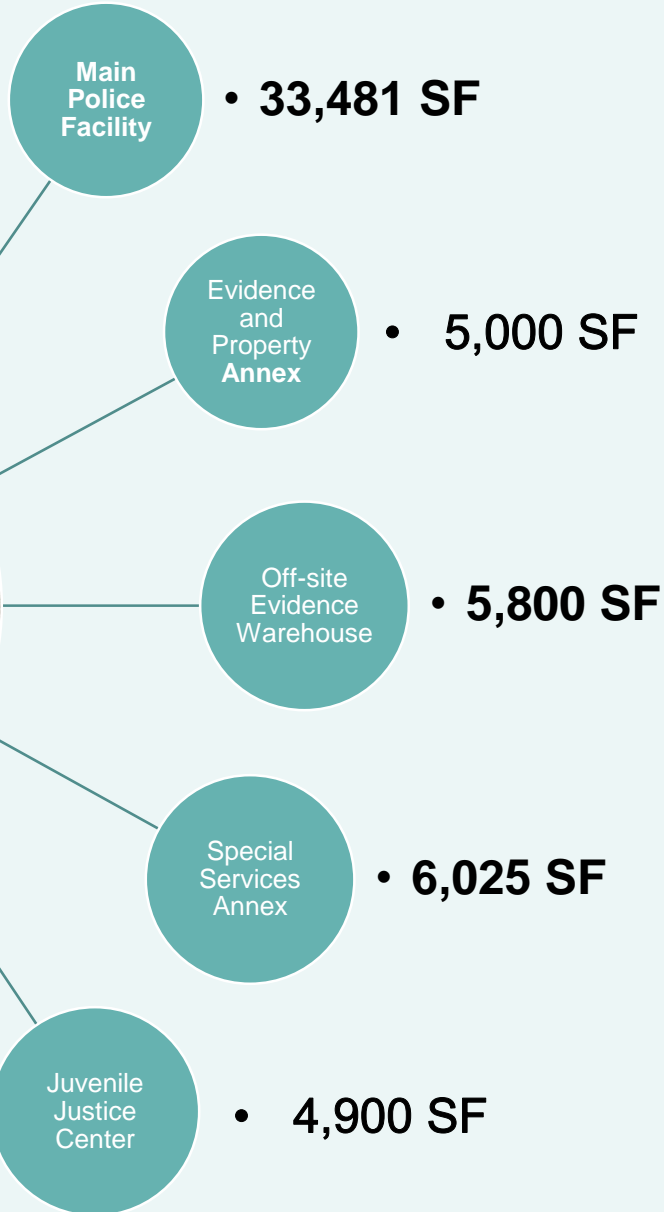 Main
Police
Facility
• 33,481 SF
Evidence
and
Property
Annex
• 5,000 SF
Off-site
Evidence
Warehouse
• 5,800 SF
Special
Services
Annex
• 6,025 SF
Juvenile
Justice
Center
• 4,900 SF